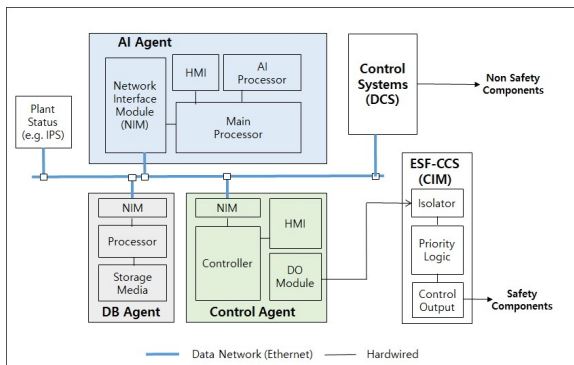 AI Agent
Network
Interface
Module
(NIM)
HMI
AI
Processor
Main
Processor
Control
Systems
(DCS)
Non Safety
Components
Plant
Status
(e.g. IPS)
ESF-CCS
(CIM)
Isolator
Priority
Logic
Control
Output
Safety
Components
NIM
Processor
Storage
Media
DB Agent
NIM
Controller
HMI
DO
Module
Control Agent
Data Network (Ethernet)
Hardwired